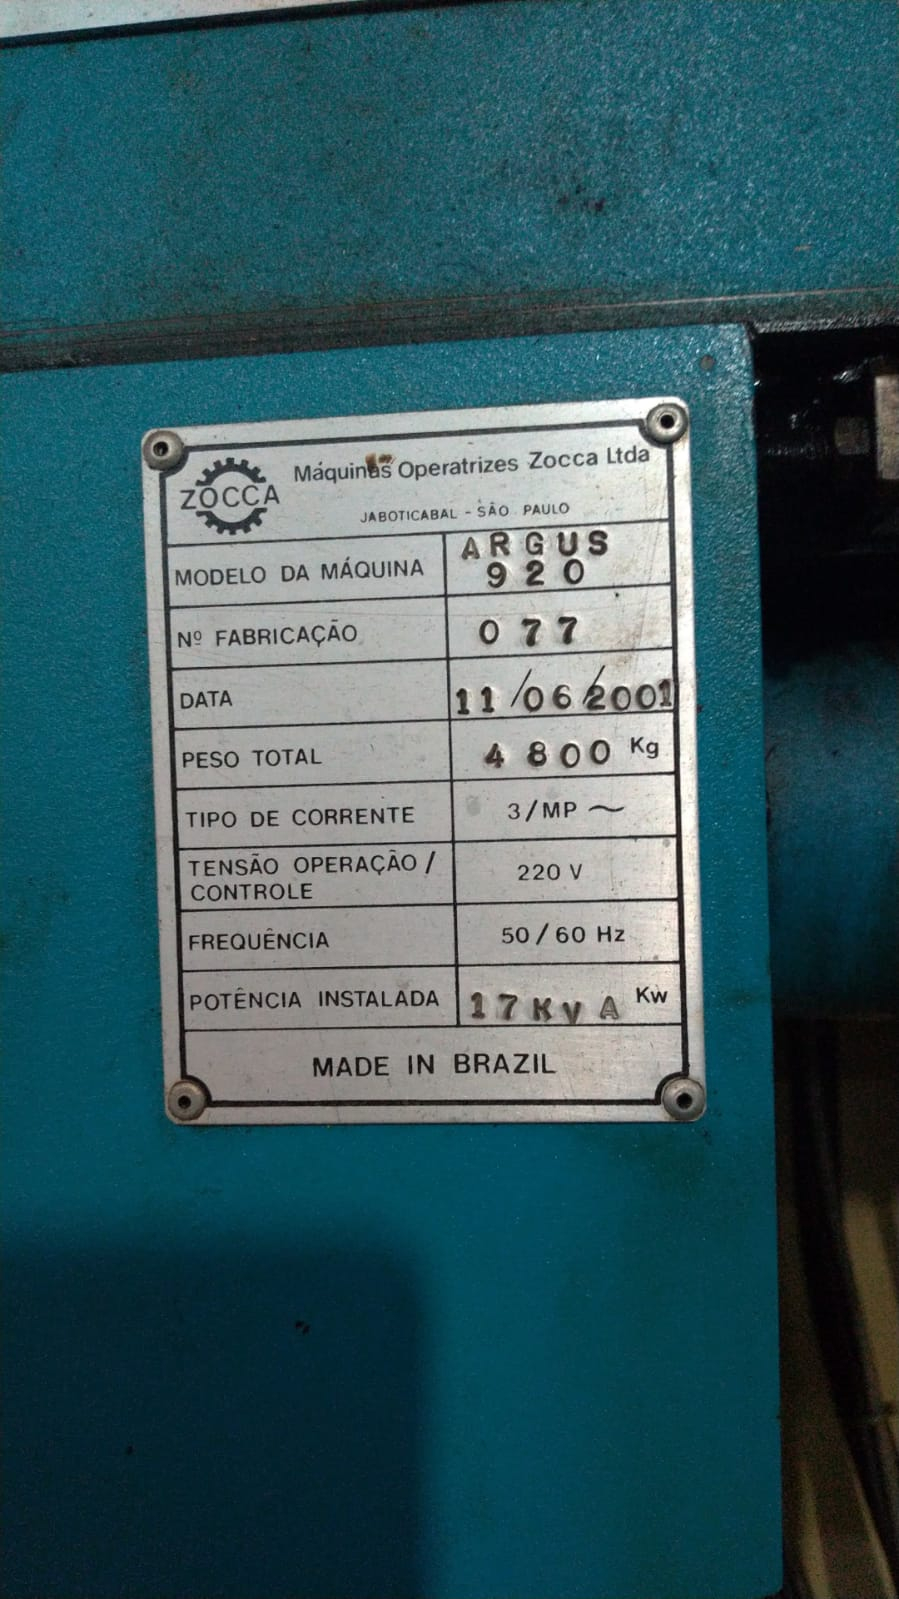 ZOCCA
Máquinas Operatrizes Zocca Ltda
JABOTICABAL - SÃO PAULO
MODELO DA MÁQUINA ARGUS
920
Nº FABRICAÇÃO 077
DATA 11/06/2001
PESO TOTAL 4800 Kg
TIPO DE CORRENTE 3/MP ~
TENSÃO OPERAÇÃO/
CONTROLE 220 V
FREQUÊNCIA 50/60 Hz
POTÊNCIA INSTALADA 17KVA Kw
MADE IN BRAZIL